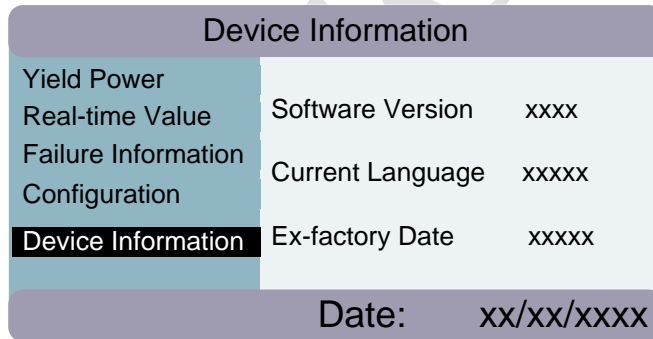 Device Information
Yield Power
Real-time Value
Failure Information
Configuration
Device Information
Software Version xxxx
Current Language xxxxx
Ex-factory Date xxxxx
Date: xx/xx/xxxx